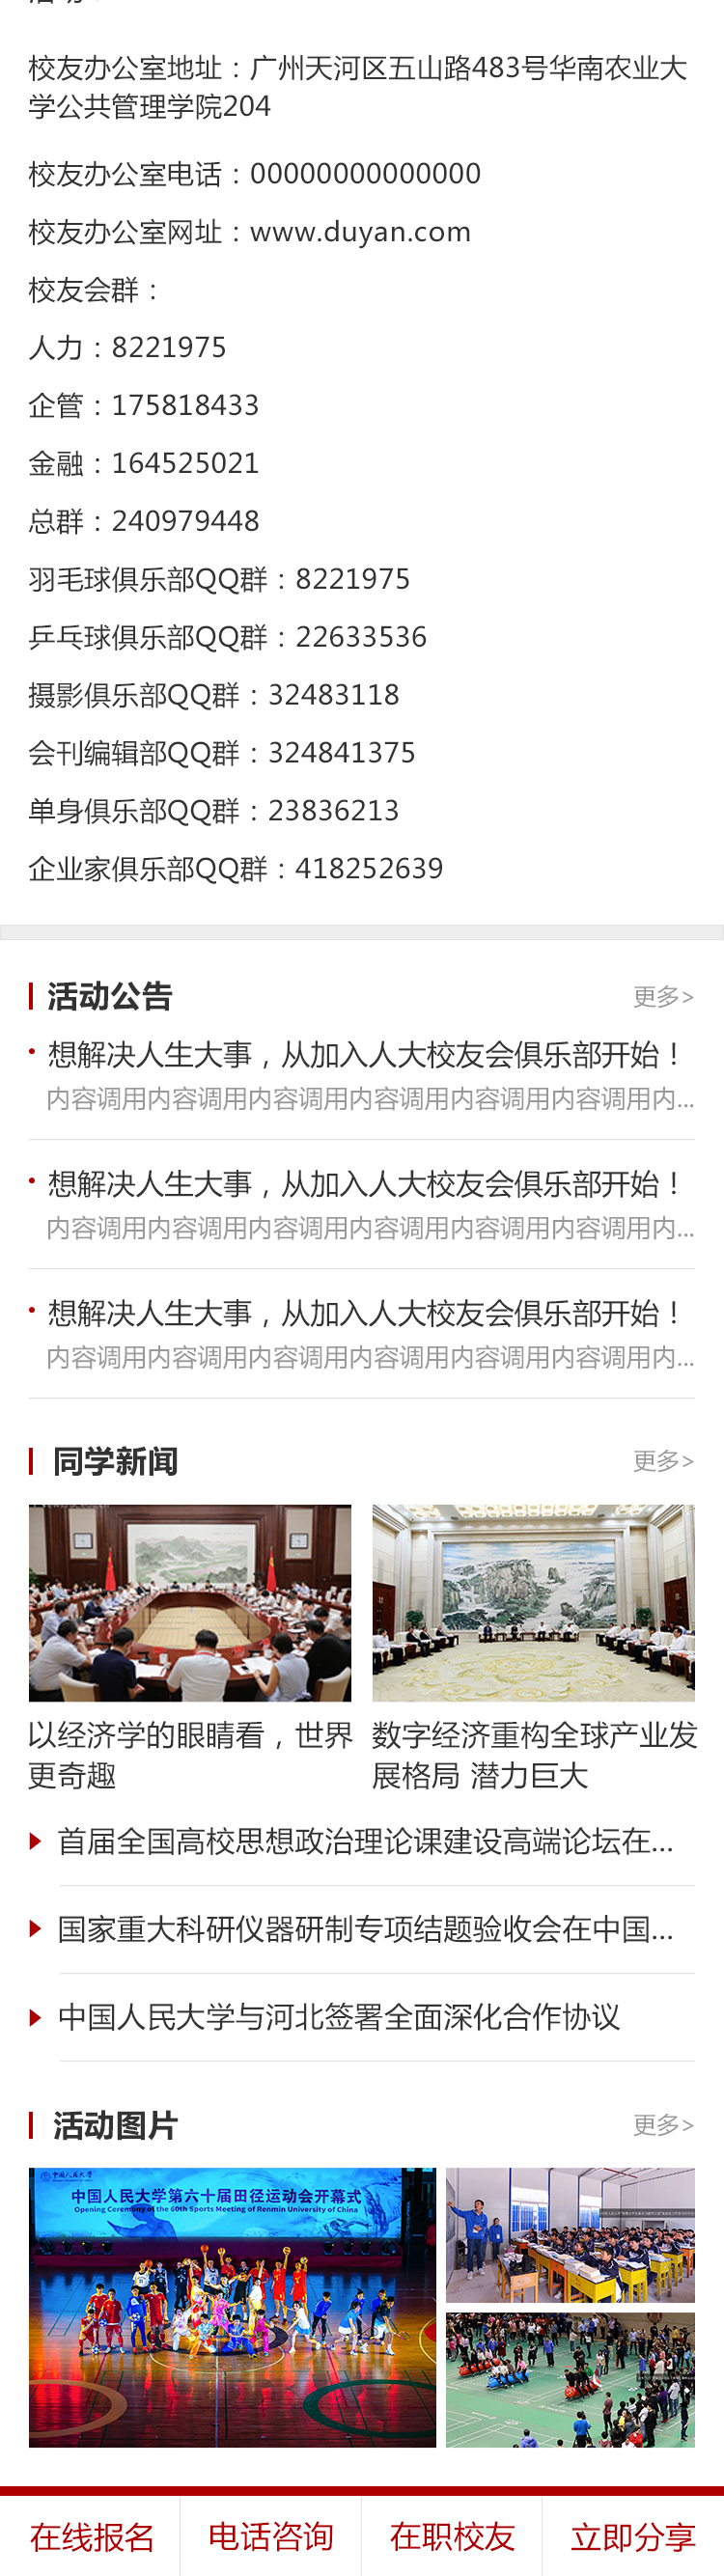 校友办公室地址：广州天河区五山路483号华南农业大
学公共管理学院204
校友办公室电话：00000000000000
校友办公室网址：www.duyan.com
校友会群：
人力：8221975
企管：175818433
金融：164525021
总群：240979448
羽毛球俱乐部QQ群：8221975
乒乓球俱乐部QQ群：22633536
摄影俱乐部QQ群：32483118
会刊编辑部QQ群：324841375
单身俱乐部QQ群：23836213
企业家俱乐部QQ群：418252639
活动公告
更多>
想解决人生大事，从加入人大校友会俱乐部开始！
内容调用内容调用内容调用内容调用内容调用内容调用内...
想解决人生大事，从加入人大校友会俱乐部开始！
内容调用内容调用内容调用内容调用内容调用内容调用内...
想解决人生大事，从加入人大校友会俱乐部开始！
内容调用内容调用内容调用内容调用内容调用内容调用内...
同学新闻
更多>
以经济学的眼睛看，世界
更奇趣
数字经济重构全球产业发
展格局 潜力巨大
首届全国高校思想政治理论课建设高端论坛在...
国家重大科研仪器研制专项结题验收会在中国...
中国人民大学与河北签署全面深化合作协议
活动图片
更多>
中国人民大学
中国人民大学第六十届田径运动会开幕式
Opening Ceremony of the 60th Sports Meeting of Renmin University of China
在线报名
电话咨询
在职校友
立即分享